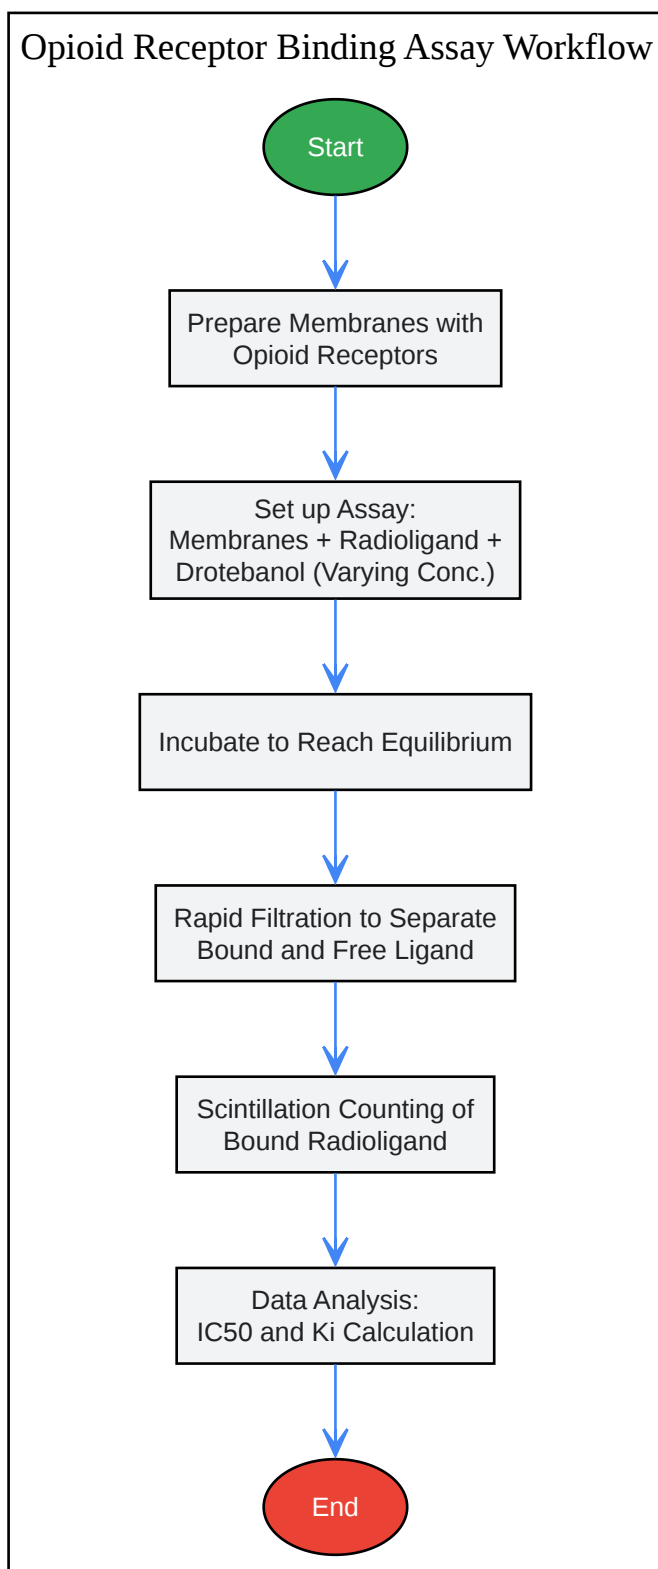 Opioid Receptor Binding Assay Workflow
Start
Prepare Membranes with
Opioid Receptors
Set up Assay:
Membranes + Radioligand +
Drotebanol (Varying Conc.)
Incubate to Reach Equilibrium
Rapid Filtration to Separate
Bound and Free Ligand
Scintillation Counting of
Bound Radioligand
Data Analysis:
IC50 and Ki Calculation
End